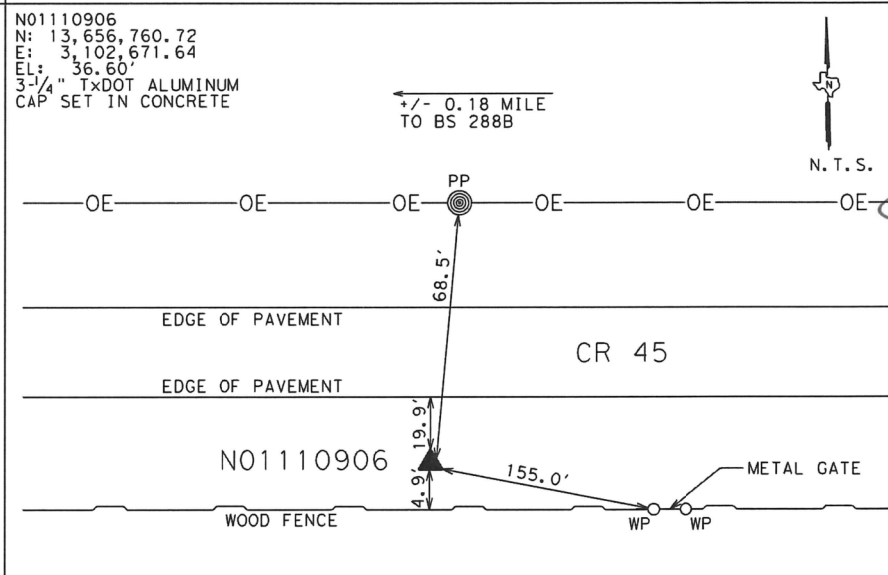 N01110906
N: 13,656,760.72
E: 3,102,671.64
EL: 36.60'
3-1/4" TxDOT ALUMINUM
CAP SET IN CONCRETE
+/- 0.18 MILE
TO BS 288B
N
N.T.S.
PP
OE OE OE OE OE OE
68.5'
EDGE OF PAVEMENT
CR 45
EDGE OF PAVEMENT
19.9'
N01110906
4.9'
155.0'
METAL GATE
WOOD FENCE
WP WP